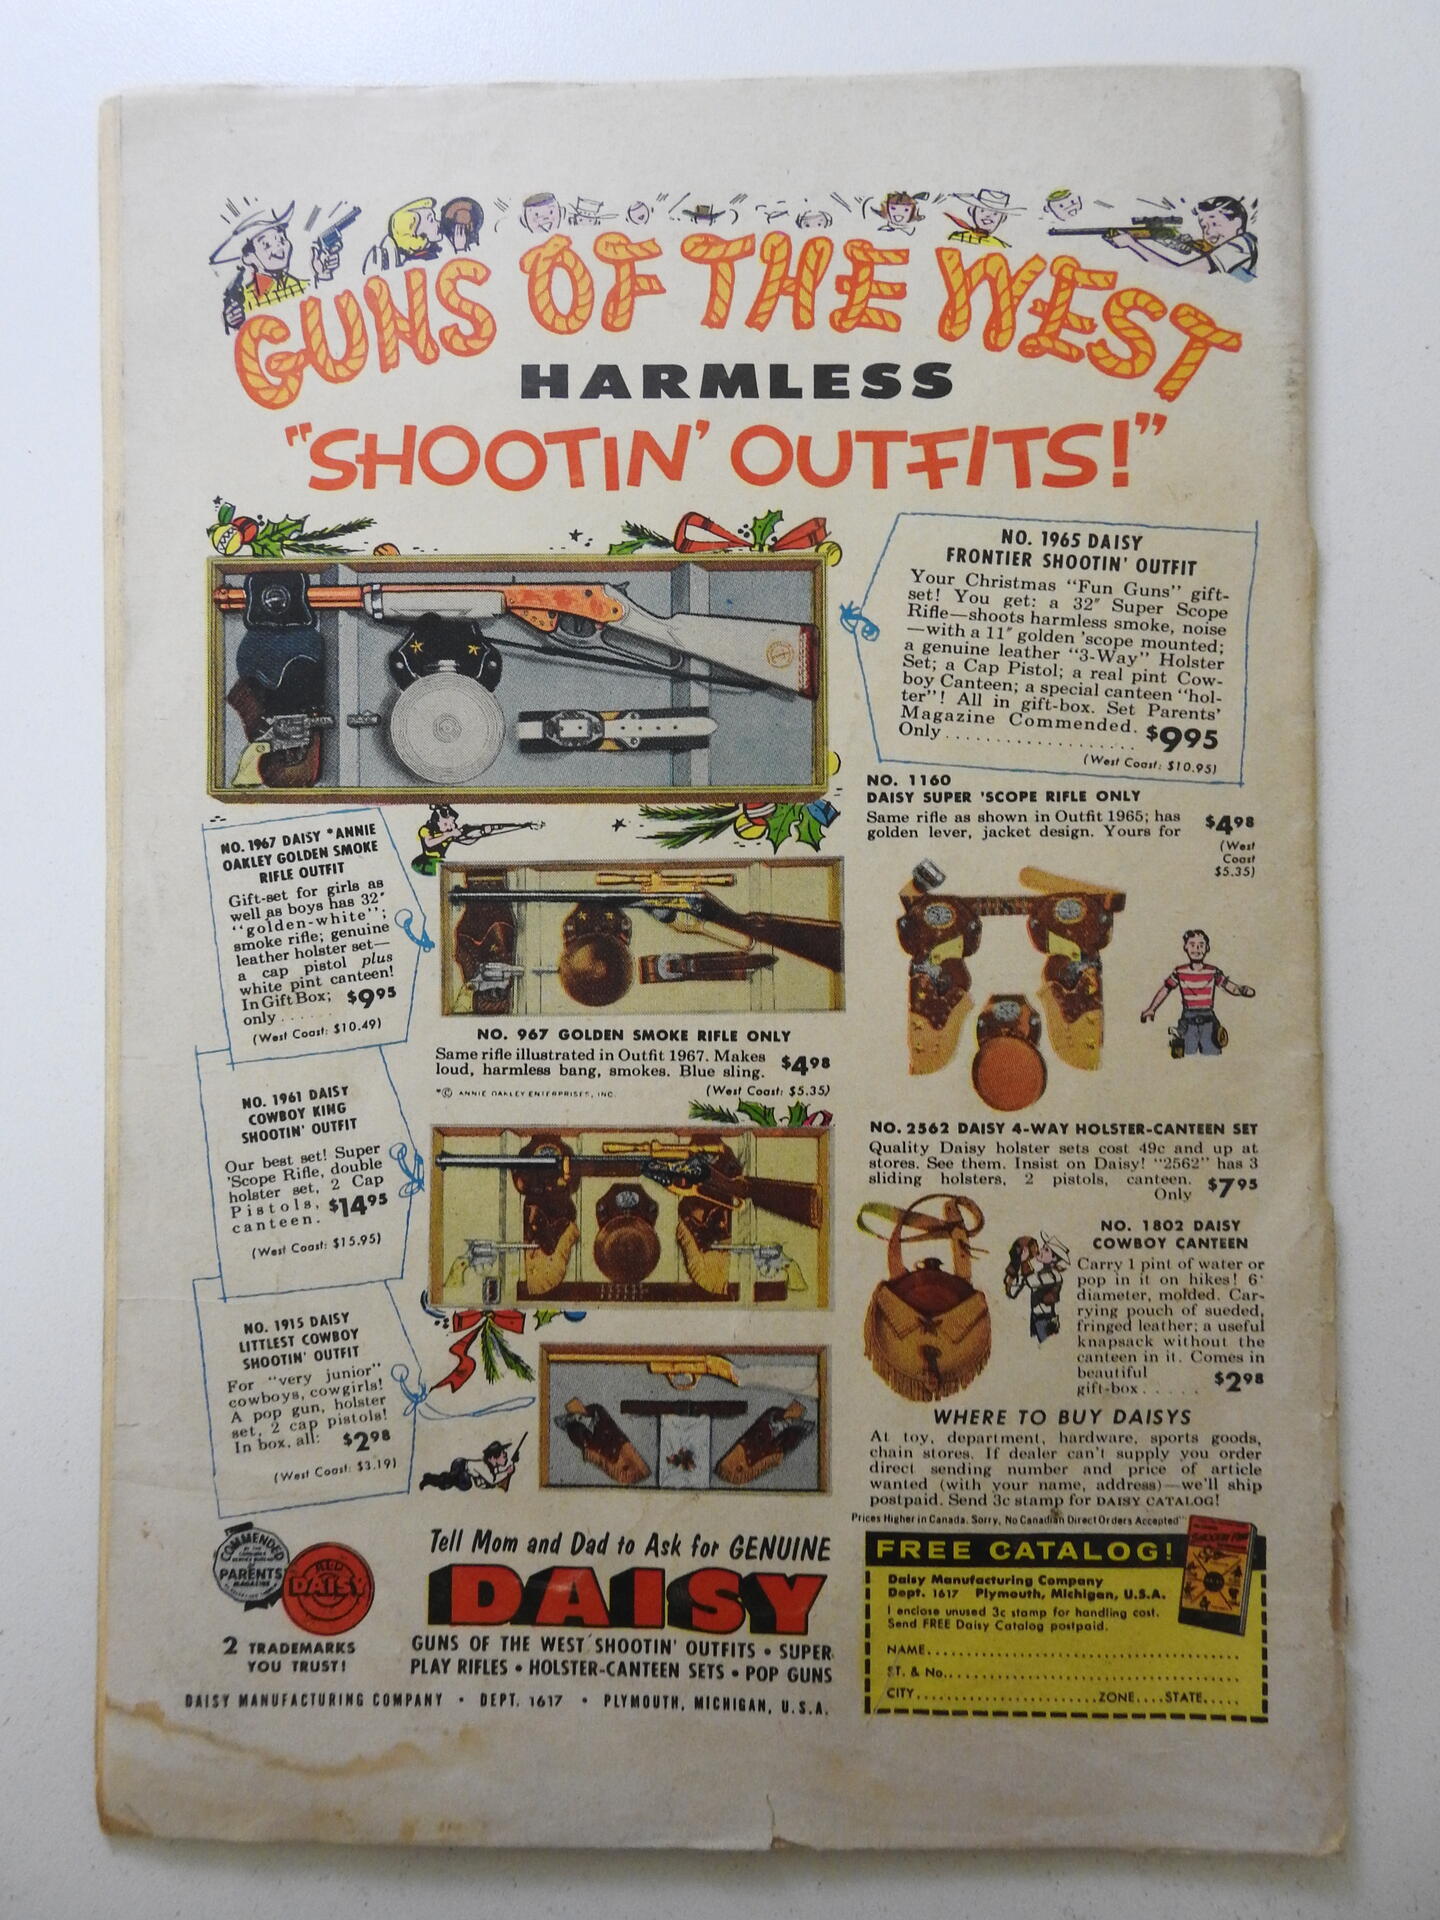 GUNS OF THE WEST
HARMLESS
"SHOOTIN' OUTFITS!"
NO. 1965 DAISY
FRONTIER SHOOTIN' OUTFIT
Your Christmas "Fun Guns" gift-
set! You get: a 32" Super Scope
Rifle—shoots harmless smoke, noise
—with a 11" golden 'scope mounted;
a genuine leather "3-Way" Holster
Set; a Cap Pistol; a real pint Cow-
boy Canteen; a special canteen "hol-
ter"! All in gift-box. Set Parents'
Magazine Commended.
Only.................. $995
(West Coast: $10.95)
NO. 1160
DAISY SUPER 'SCOPE RIFLE ONLY
Same rifle as shown in Outfit 1965; has
golden lever, jacket design. Yours for $498
(West
Coast
$5.35)
NO. 1967 DAISY *ANNIE
OAKLEY GOLDEN SMOKE
RIFLE OUTFIT
Gift-set for girls as
well as boys has 32"
"golden-white";
smoke rifle; genuine
leather holster set—
a cap pistol plus
white pint canteen!
In Gift Box; $995
only ......
(West Coast: $10.49)
NO. 967 GOLDEN SMOKE RIFLE ONLY
Same rifle illustrated in Outfit 1967. Makes
loud, harmless bang, smokes. Blue sling. $498
(West Coast: $5.35)
*© ANNIE OAKLEY ENTERPRISES, INC.
NO. 1961 DAISY
COWBOY KING
SHOOTIN' OUTFIT
Our best set! Super
'Scope Rifle, double
holster set, 2 Cap
Pistols, $1495
canteen.
(West Coast: $15.95)
NO. 1915 DAISY
LITTLEST COWBOY
SHOOTIN' OUTFIT
For "very junior"
cowboys, cowgirls!
A pop gun, holster
set, 2 cap pistols!
In box, all: $298
(West Coast: $3.19)
NO. 2562 DAISY 4-WAY HOLSTER-CANTEEN SET
Quality Daisy holster sets cost 49c and up at
stores. See them. Insist on Daisy! "2562" has 3
sliding holsters, 2 pistols, canteen.
Only $795
NO. 1802 DAISY
COWBOY CANTEEN
Carry 1 pint of water or
pop in it on hikes! 6"
diameter, molded. Car-
rying pouch of sueded,
fringed leather; a useful
knapsack without the
canteen in it. Comes in
beautiful
gift-box..... $298
WHERE TO BUY DAISYS
At toy, department, hardware, sports goods,
chain stores. If dealer can't supply you order
direct sending number and price of article
wanted (with your name, address)—we'll ship
postpaid. Send 3c stamp for DAISY CATALOG!
Prices Higher in Canada. Sorry, No Canadian Direct Orders Accepted
COMMENDED
PARENTS'
MAGAZINE
RED
DAISY
2 TRADEMARKS
YOU TRUST!
Tell Mom and Dad to Ask for GENUINE
DAISY
GUNS OF THE WEST SHOOTIN' OUTFITS • SUPER
PLAY RIFLES • HOLSTER-CANTEEN SETS • POP GUNS
DAISY MANUFACTURING COMPANY • DEPT. 1617 • PLYMOUTH, MICHIGAN, U.S.A.
FREE CATALOG!
Daisy Manufacturing Company
Dept. 1617 Plymouth, Michigan, U.S.A.
I enclose unused 3c stamp for handling cost.
Send FREE Daisy Catalog postpaid.
NAME........................................
ST. & No........................................
CITY........................ZONE....STATE.....